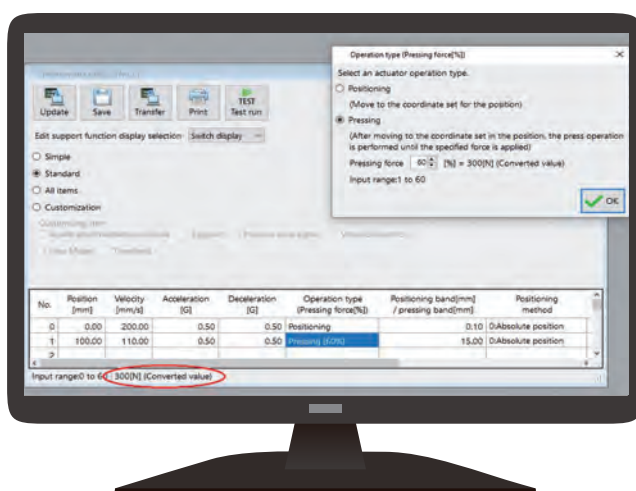 Operation type (Pressing force[%])
Select an actuator operation type.
Positioning
(Move to the coordinate set for the position)
Pressing
(After moving to the coordinate set in the position, the press operation
is performed until the specified force is applied)
Pressing force 60 [%] = 300[N] (Converted value)
Input range:1 to 60
OK
TEST
Update Save Transfer Print Test run
Edit support function display selection Switch display
Simple
Standard
All items
Customization
No. Position [mm] Velocity [mm/s] Acceleration [G] Deceleration [G] Operation type (Pressing force[%]) Positioning band[mm] / pressing band[mm] Positioning method
0 0.00 200.00 0.50 0.50 Positioning 0.10 0:Absolute position
1 100.00 110.00 0.50 0.50 Pressing (60%) 15.00 0:Absolute position
2
Input range:0 to 60 300[N] (Converted value)